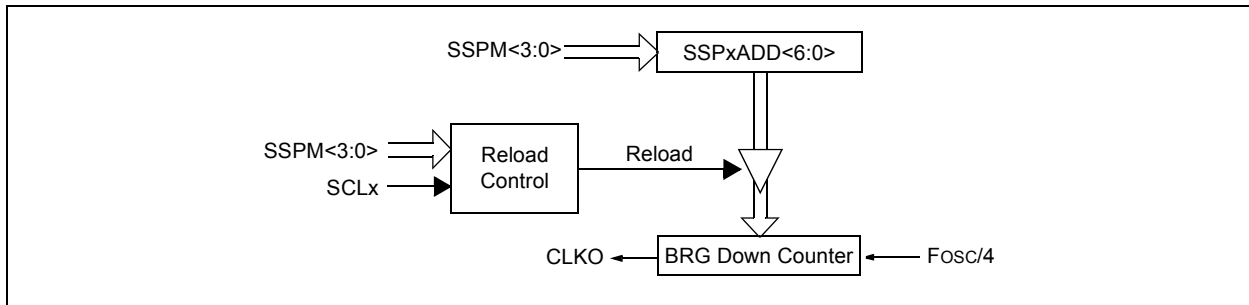 SSPM<3:0>
SSPxADD<6:0>
SSPM<3:0>
SCLx
Reload
Control
Reload
CLKO
BRG Down Counter
FOSC/4